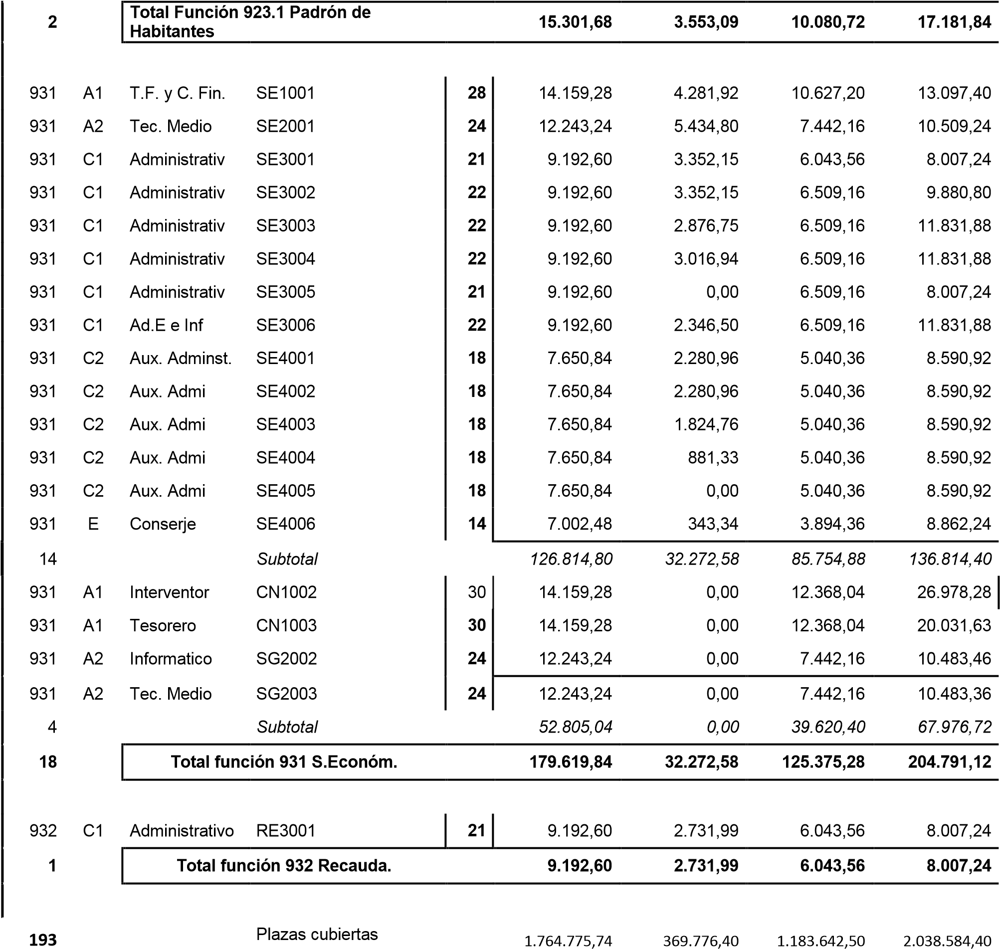 2 Total Función 923.1 Padrón de Habitantes 15.301,68 3.553,09 10.080,72 17.181,84
931 A1 T.F. y C. Fin. SE1001 28 14.159,28 4.281,92 10.627,20 13.097,40
931 A2 Tec. Medio SE2001 24 12.243,24 5.434,80 7.442,16 10.509,24
931 C1 Administrativ SE3001 21 9.192,60 3.352,15 6.043,56 8.007,24
931 C1 Administrativ SE3002 22 9.192,60 3.352,15 6.509,16 9.880,80
931 C1 Administrativ SE3003 22 9.192,60 2.876,75 6.509,16 11.831,88
931 C1 Administrativ SE3004 22 9.192,60 3.016,94 6.509,16 11.831,88
931 C1 Administrativ SE3005 21 9.192,60 0,00 6.509,16 8.007,24
931 C1 Ad.E e Inf SE3006 22 9.192,60 2.346,50 6.509,16 11.831,88
931 C2 Aux. Adminst. SE4001 18 7.650,84 2.280,96 5.040,36 8.590,92
931 C2 Aux. Admi SE4002 18 7.650,84 2.280,96 5.040,36 8.590,92
931 C2 Aux. Admi SE4003 18 7.650,84 1.824,76 5.040,36 8.590,92
931 C2 Aux. Admi SE4004 18 7.650,84 881,33 5.040,36 8.590,92
931 C2 Aux. Admi SE4005 18 7.650,84 0,00 5.040,36 8.590,92
931 E Conserje SE4006 14 7.002,48 343,34 3.894,36 8.862,24
14 Subtotal 126.814,80 32.272,58 85.754,88 136.814,40
931 A1 Interventor CN1002 30 14.159,28 0,00 12.368,04 26.978,28
931 A1 Tesorero CN1003 30 14.159,28 0,00 12.368,04 20.031,63
931 A2 Informatico SG2002 24 12.243,24 0,00 7.442,16 10.483,46
931 A2 Tec. Medio SG2003 24 12.243,24 0,00 7.442,16 10.483,36
4 Subtotal 52.805,04 0,00 39.620,40 67.976,72
18 Total función 931 S.Económ. 179.619,84 32.272,58 125.375,28 204.791,12
932 C1 Administrativo RE3001 21 9.192,60 2.731,99 6.043,56 8.007,24
1 Total función 932 Recauda. 9.192,60 2.731,99 6.043,56 8.007,24
193 Plazas cubiertas 1.764.775,74 369.776,40 1.183.642,50 2.038.584,40